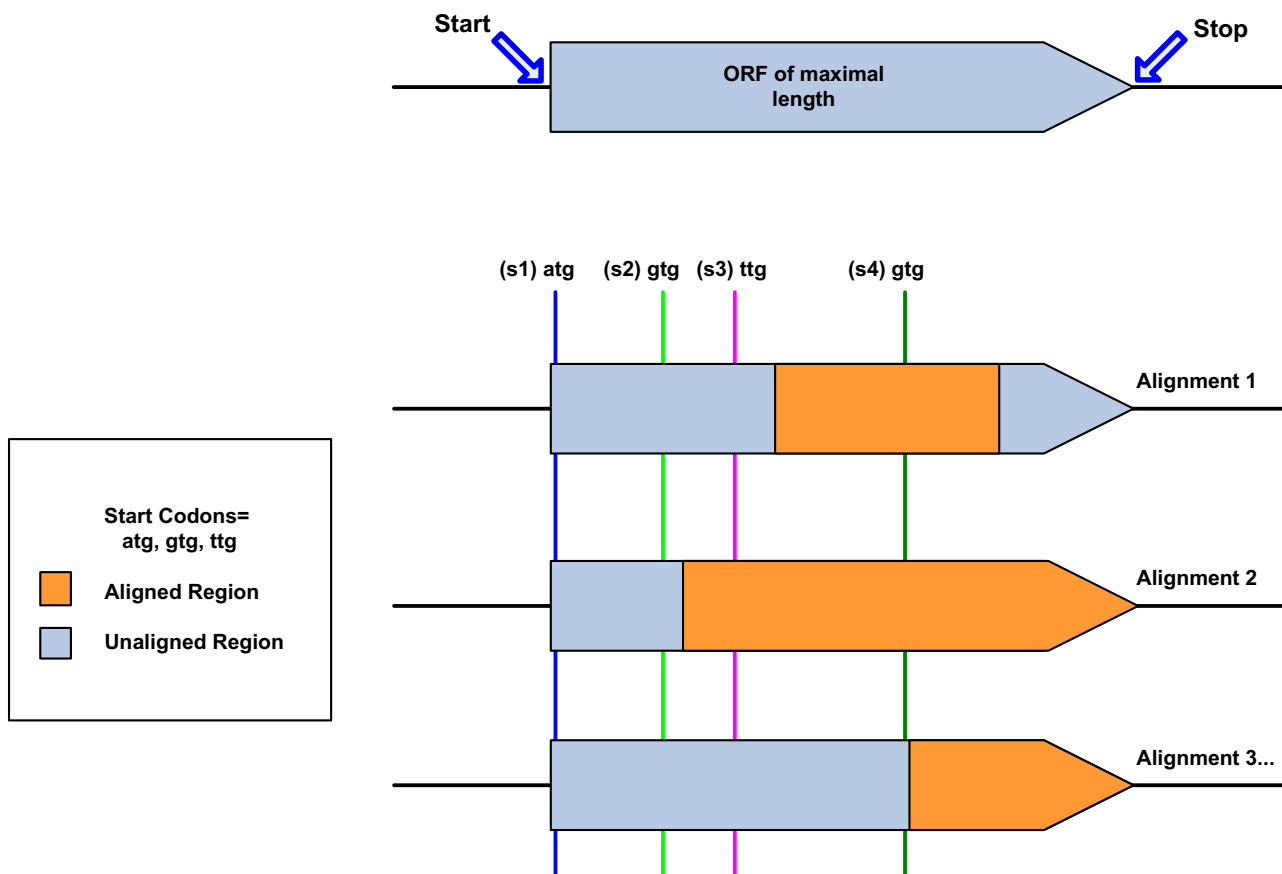 Start
Stop
ORF of maximal
length
(s1) atg (s2) gtg (s3) ttg (s4) gtg
Alignment 1
Start Codons=
atg, gtg, ttg
Aligned Region
Unaligned Region
Alignment 2
Alignment 3...